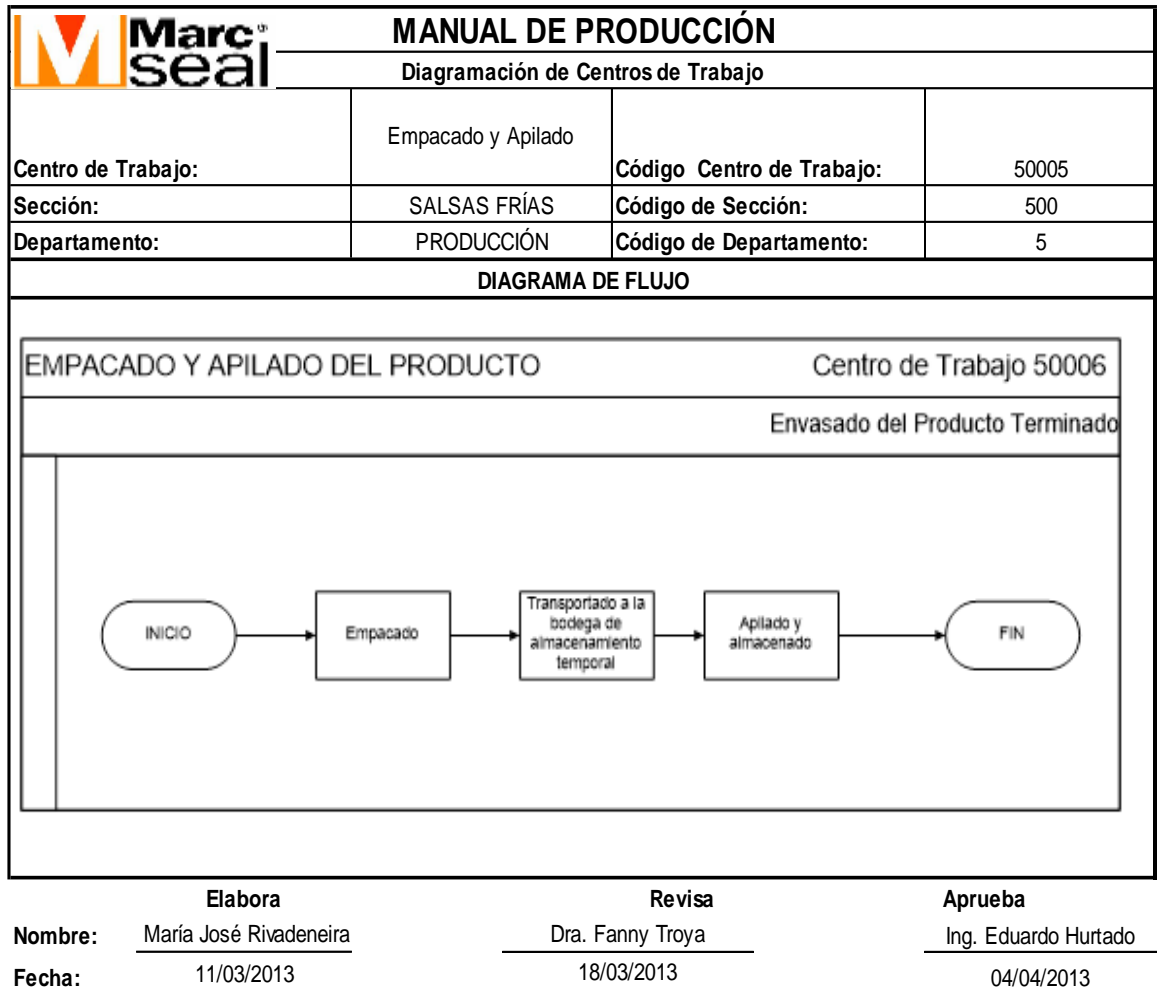 Marc®
seal
MANUAL DE PRODUCCIÓN
Diagramación de Centros de Trabajo
Centro de Trabajo: Empacado y Apilado Código Centro de Trabajo: 50005
Sección: SALSAS FRÍAS Código de Sección: 500
Departamento: PRODUCCIÓN Código de Departamento: 5
DIAGRAMA DE FLUJO
EMPACADO Y APILADO DEL PRODUCTO Centro de Trabajo 50006
Envasado del Producto Terminado
INICIO
Empacado
Transportado a la
bodega de
almacenamiento
temporal
Apilado y
almacenado
FIN
Elabora Revisa Aprueba
Nombre: María José Rivadeneira Dra. Fanny Troya Ing. Eduardo Hurtado
Fecha: 11/03/2013 18/03/2013 04/04/2013